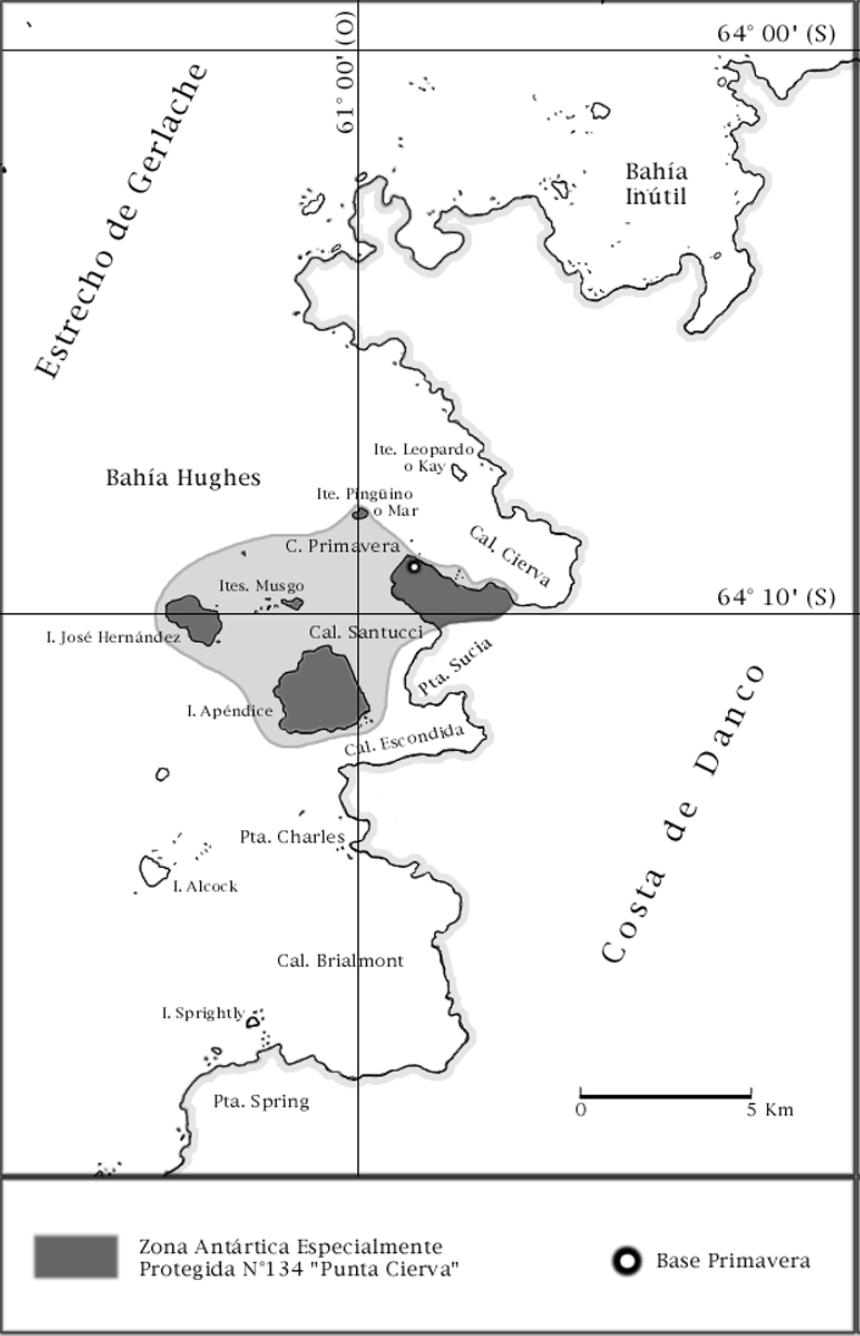 64° 00' (S)
61° 00' (O)
Estrecho de Gerlache
Bahía
Inútil
Ite. Leopardo
o Kay
Bahía Hughes
Ite. Pingüino
o Mar
Cal. Cierva
C. Primavera
Ites. Musgo
64° 10' (S)
I. José Hernández
Cal. Santucci
Pta. Sucia
I. Apéndice
Cal. Escondida
Costa de Danco
Pta. Charles
I. Alcock
Cal. Brialmont
I. Sprightly
Pta. Spring
0 5 Km
Zona Antártica Especialmente
Protegida N°134 "Punta Cierva"
Base Primavera